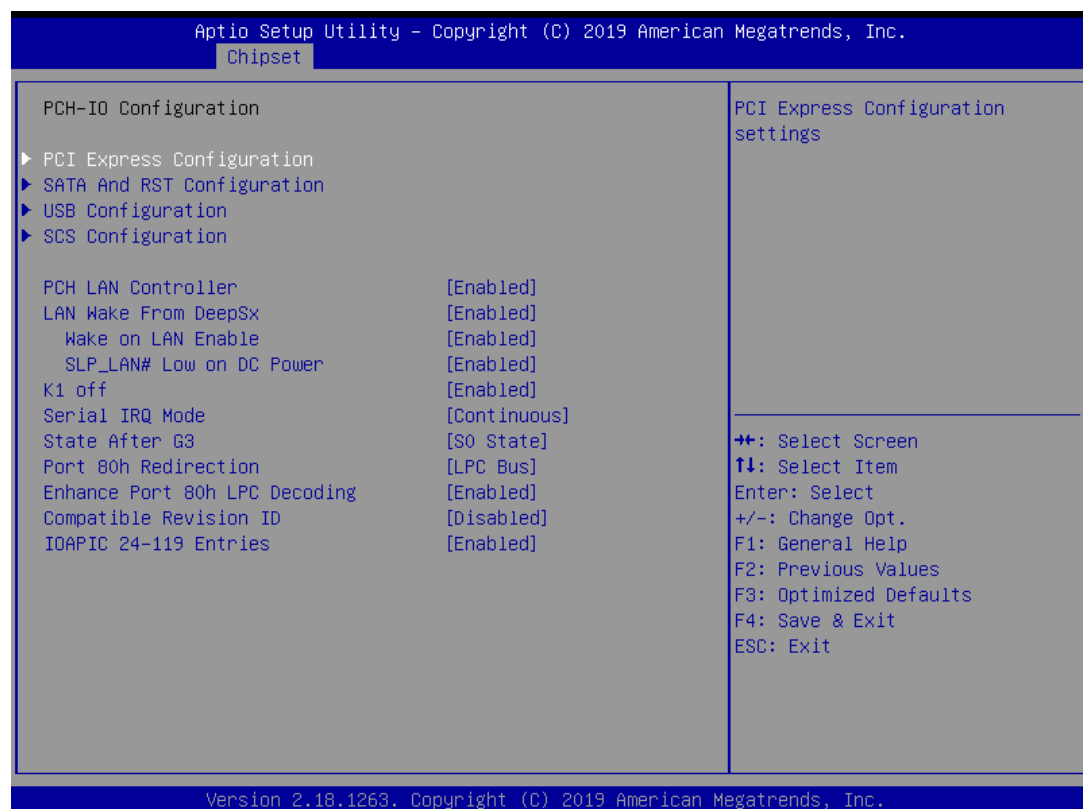 Aptio Setup Utility – Copyright (C) 2019 American Megatrends, Inc.
Chipset
PCH-IO Configuration
PCI Express Configuration
SATA And RST Configuration
USB Configuration
SCS Configuration
PCH LAN Controller [Enabled]
LAN Wake From DeepSx [Enabled]
Wake on LAN Enable [Enabled]
SLP_LAN# Low on DC Power [Enabled]
K1 off [Enabled]
Serial IRQ Mode [Continuous]
State After G3 [S0 State]
Port 80h Redirection [LPC Bus]
Enhance Port 80h LPC Decoding [Enabled]
Compatible Revision ID [Disabled]
IOAPIC 24-119 Entries [Enabled]
PCI Express Configuration
settings
→←: Select Screen
↑↓: Select Item
Enter: Select
+/-: Change Opt.
F1: General Help
F2: Previous Values
F3: Optimized Defaults
F4: Save & Exit
ESC: Exit
Version 2.18.1263. Copyright (C) 2019 American Megatrends, Inc.